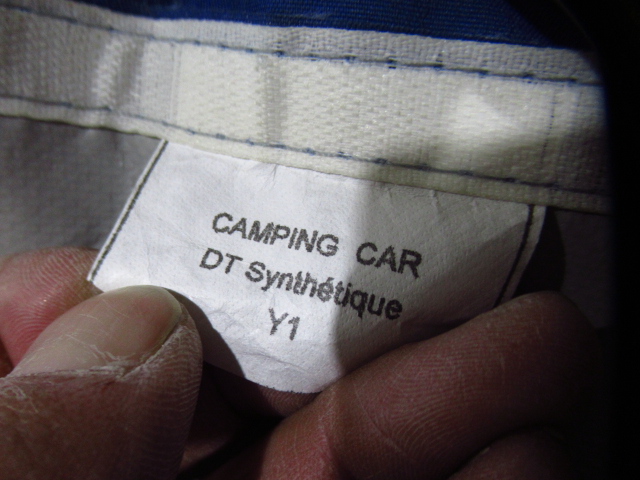 CAMPING CAR
DT Synthétique
Y1